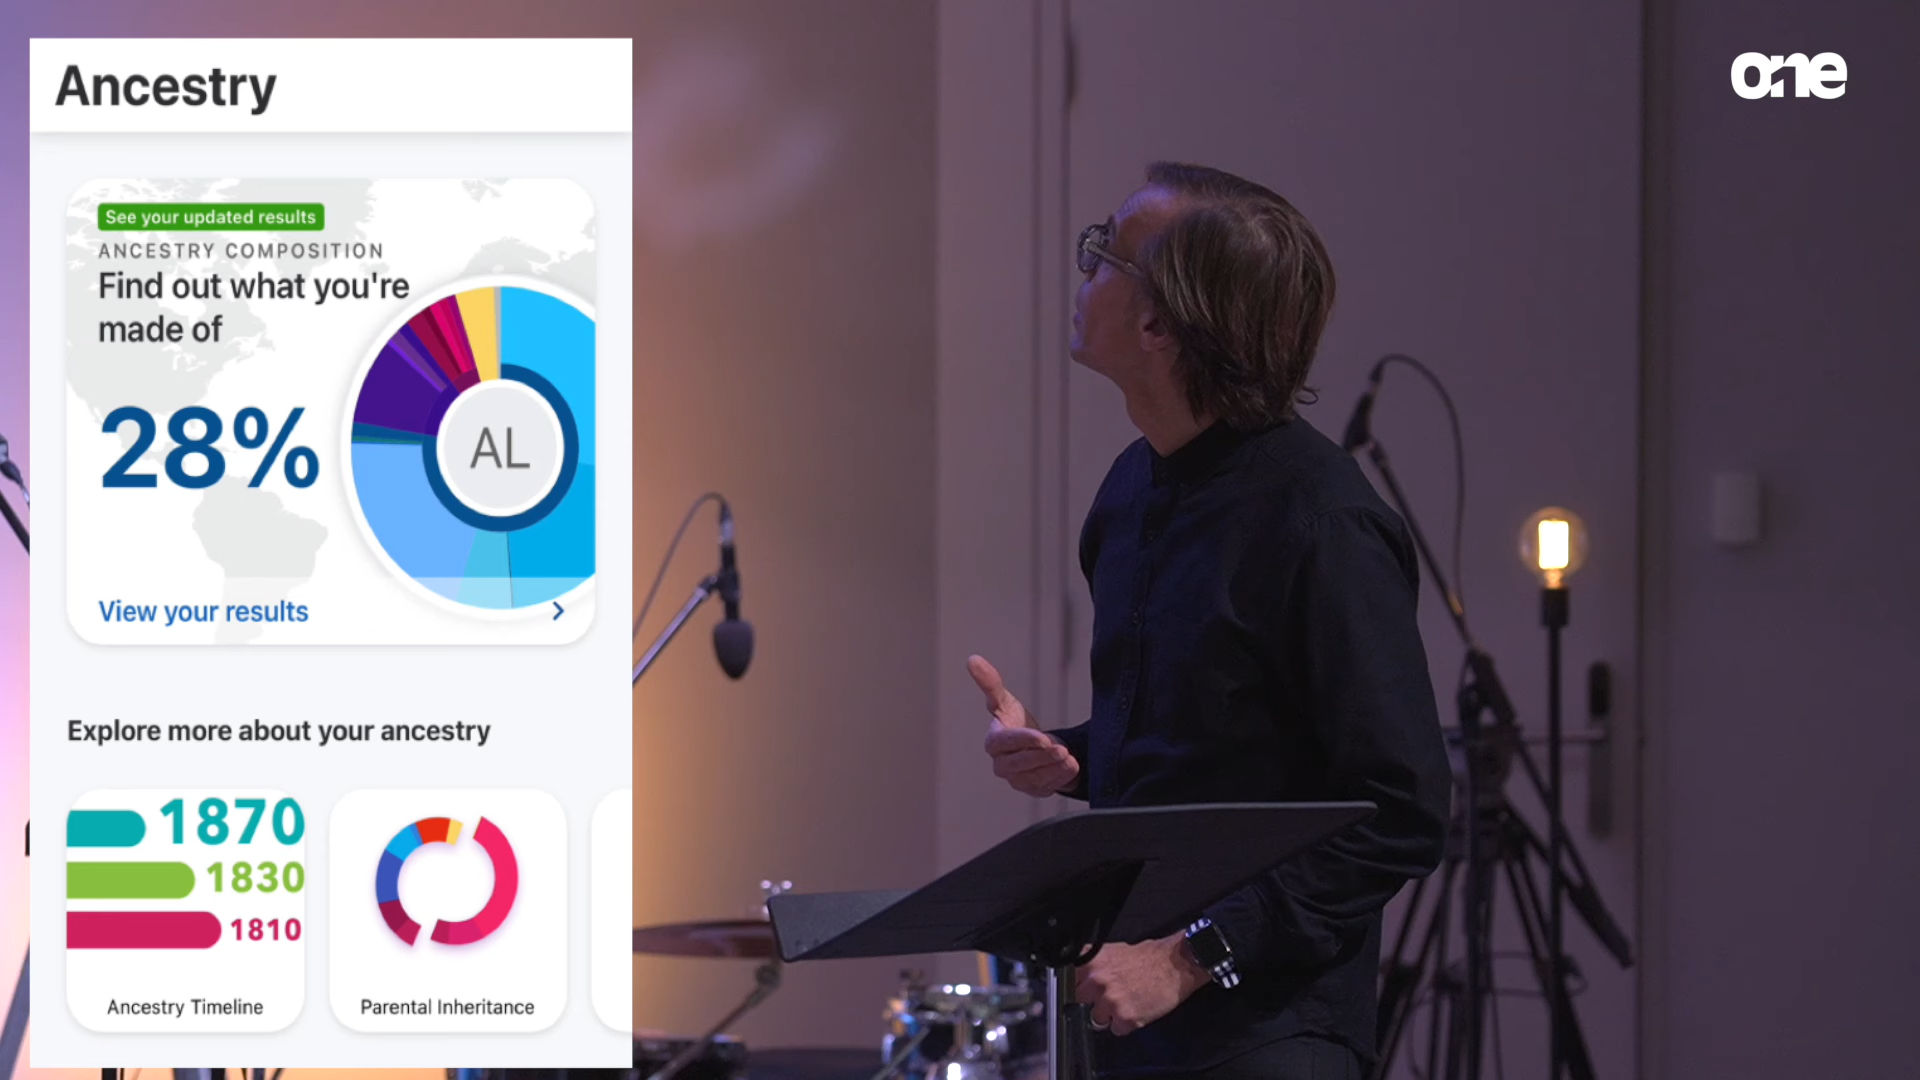 Ancestry
See your updated results
ANCESTRY COMPOSITION
Find out what you're
made of
28%
AL
View your results
Explore more about your ancestry
1870
1830
1810
Ancestry Timeline
Parental Inheritance
one